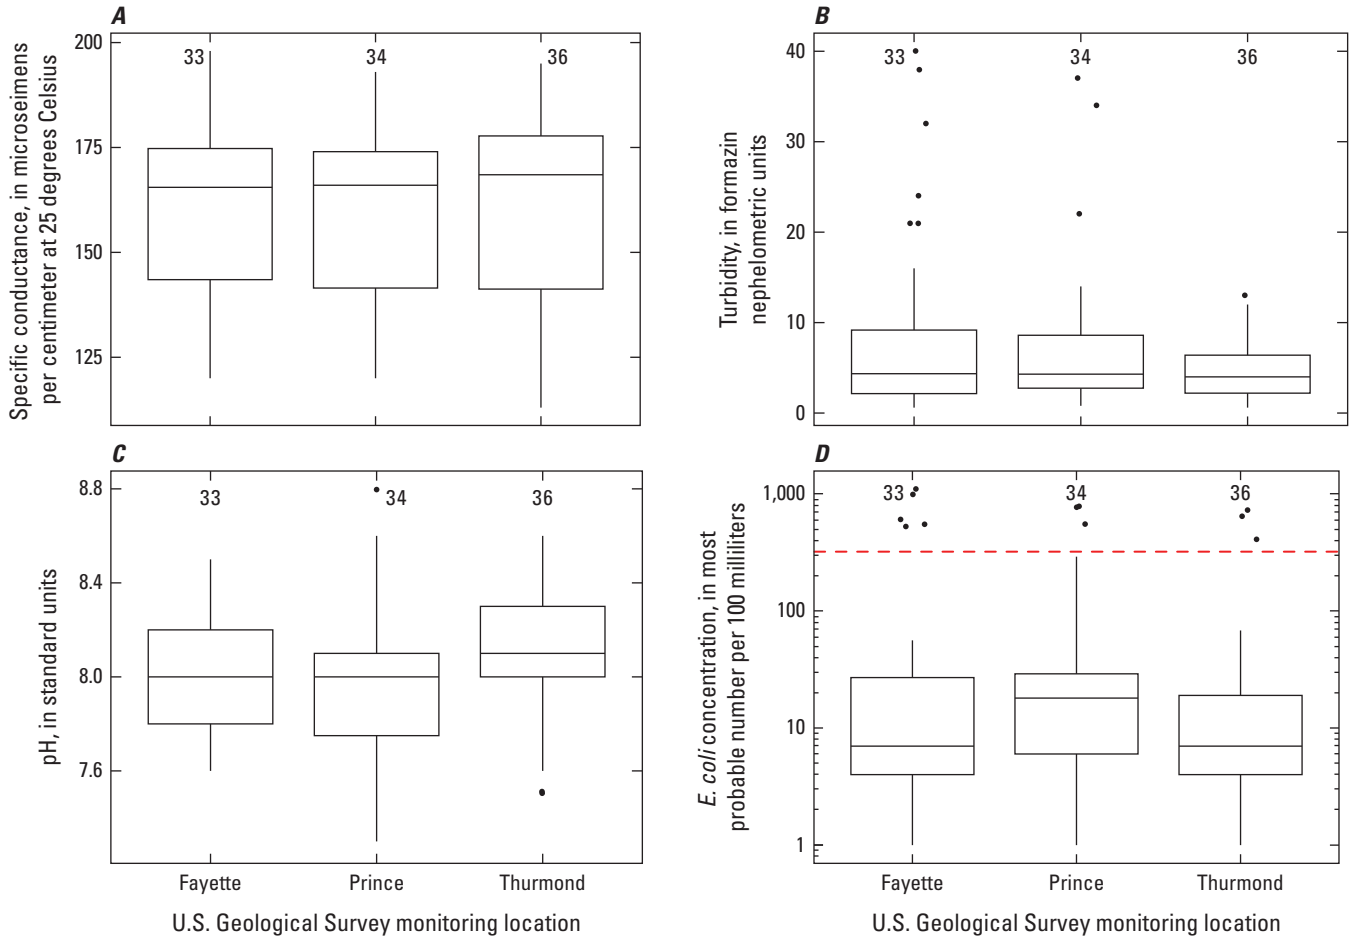 A
Specific conductance, in microseimens
per centimeter at 25 degrees Celsius
200
175
150
125
33
34
36
B
Turbidity, in formazin
nephelometric units
40
30
20
10
0
33
34
36
C
pH, in standard units
8.8
8.4
8.0
7.6
33
34
36
Fayette
Prince
Thurmond
U.S. Geological Survey monitoring location
D
E. coli concentration, in most
probable number per 100 milliliters
1,000
100
10
1
33
34
36
Fayette
Prince
Thurmond
U.S. Geological Survey monitoring location